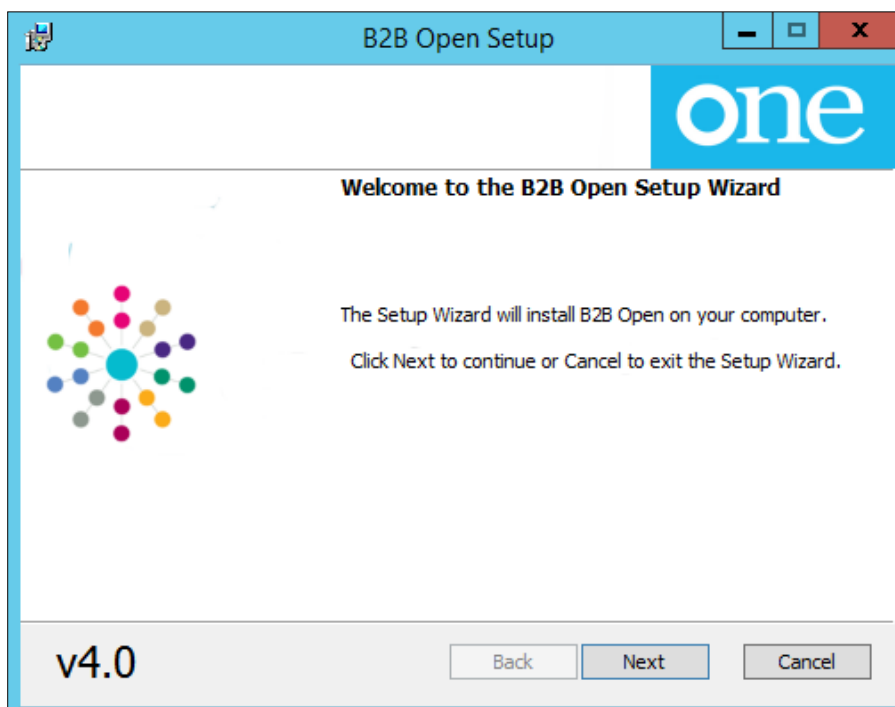 B2B Open Setup
one
Welcome to the B2B Open Setup Wizard
The Setup Wizard will install B2B Open on your computer.
Click Next to continue or Cancel to exit the Setup Wizard.
v4.0
Back
Next
Cancel